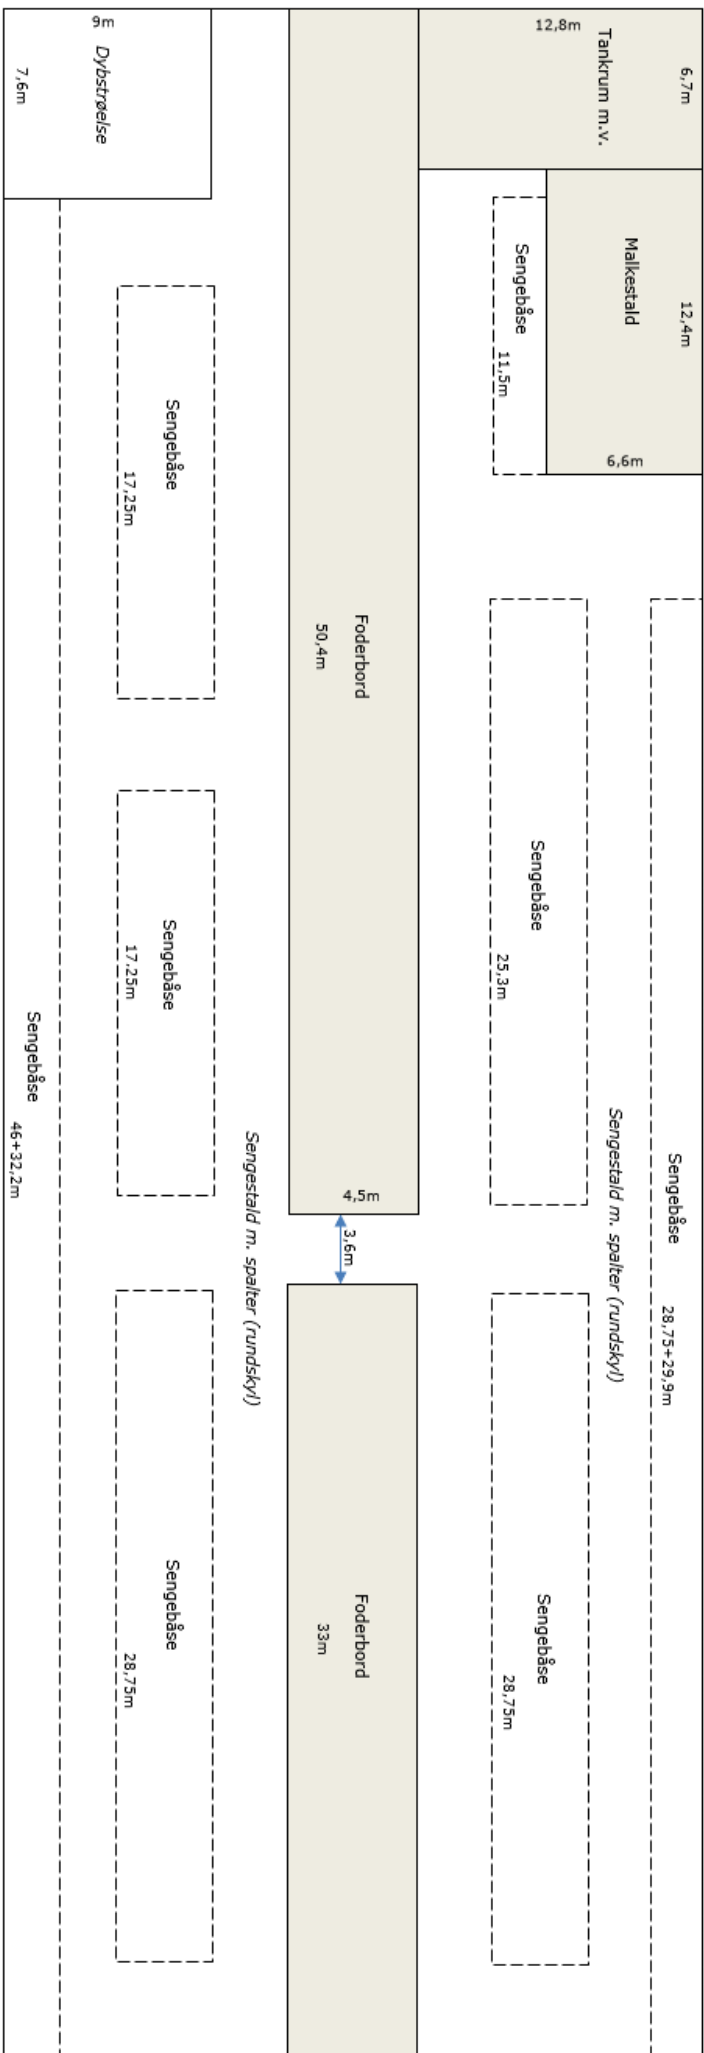 9m
Dybstrøelse
7,6m
12,8m
Tankrum m.v.
6,7m
Malkestald
12,4m
6,6m
Sengebåse
11,5m
Sengebåse
17,25m
Foderbord
50,4m
Sengebåse
25,3m
Sengebåse
17,25m
Sengebåse
46+32,2m
Sengestald m. spalter (rundskyl)
4,5m
3,6m
Sengestald m. spalter (rundskyl)
Sengebåse
28,75+29,9m
Sengebåse
28,75m
Foderbord
33m
Sengebåse
28,75m